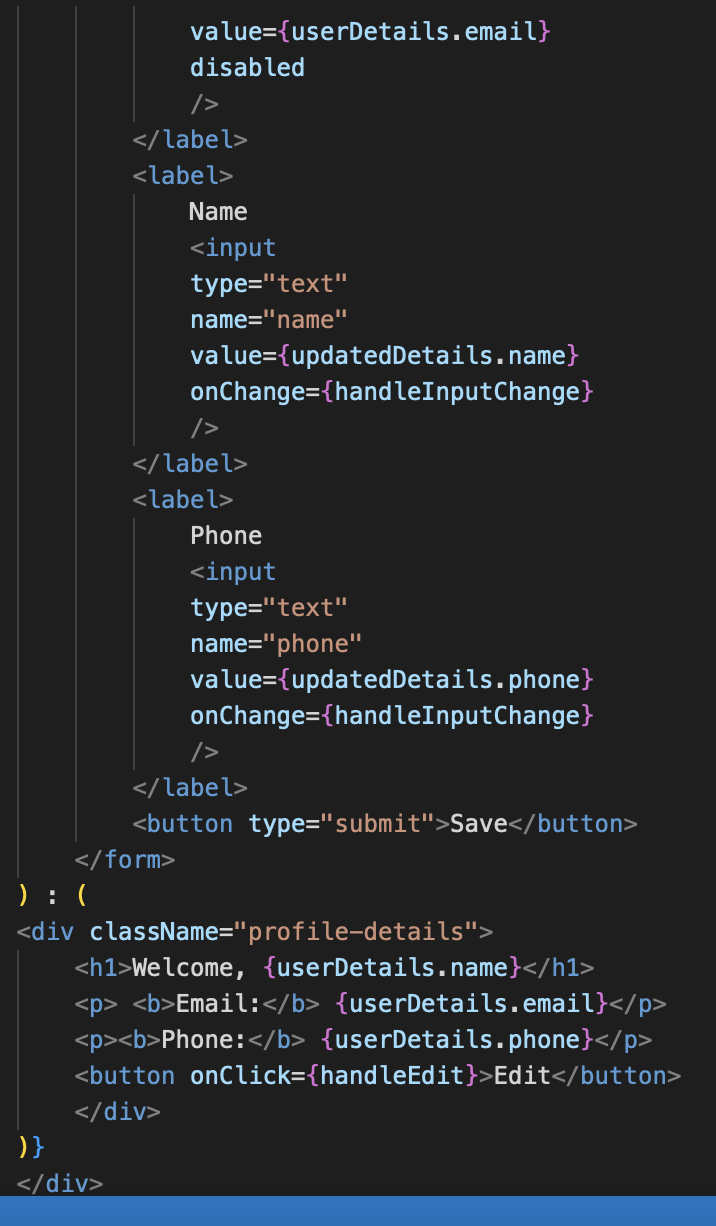 value={userDetails.email}
disabled
/>
</label>
<label>
Name
<input
type="text"
name="name"
value={updatedDetails.name}
onChange={handleInputChange}
/>
</label>
<label>
Phone
<input
type="text"
name="phone"
value={updatedDetails.phone}
onChange={handleInputChange}
/>
</label>
<button type="submit">Save</button>
</form>
) : (
<div className="profile-details">
<h1>Welcome, {userDetails.name}</h1>
<p> <b>Email:</b> {userDetails.email}</p>
<p><b>Phone:</b> {userDetails.phone}</p>
<button onClick={handleEdit}>Edit</button>
</div>
)}
</div>